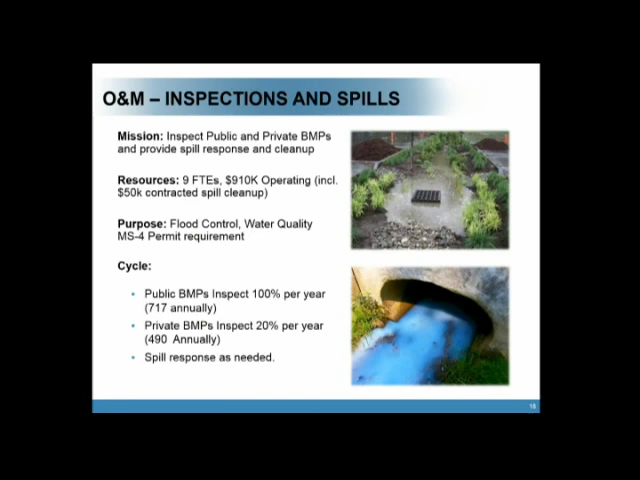 O&M – INSPECTIONS AND SPILLS
Mission: Inspect Public and Private BMPs
and provide spill response and cleanup
Resources: 9 FTEs, $910K Operating (incl.
$50k contracted spill cleanup)
Purpose: Flood Control, Water Quality
MS-4 Permit requirement
Cycle:
• Public BMPs Inspect 100% per year
(717 annually)
• Private BMPs Inspect 20% per year
(490 Annually)
• Spill response as needed.